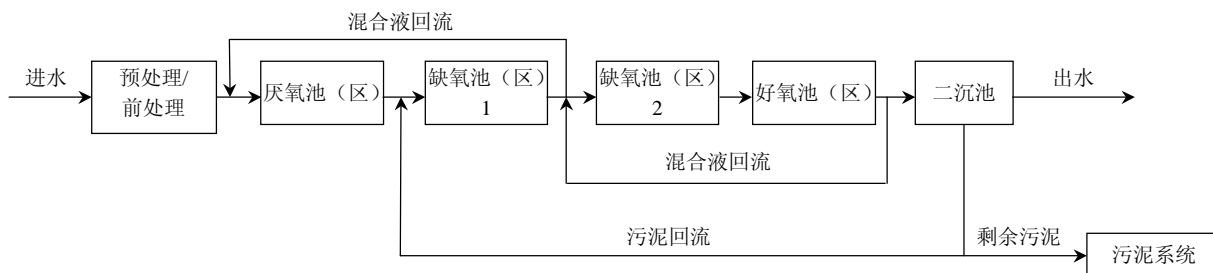 混合液回流
进水
预处理/
前处理
厌氧池（区）
缺氧池（区）
1
缺氧池（区）
2
好氧池（区）
二沉池
出水
混合液回流
污泥回流
剩余污泥
污泥系统